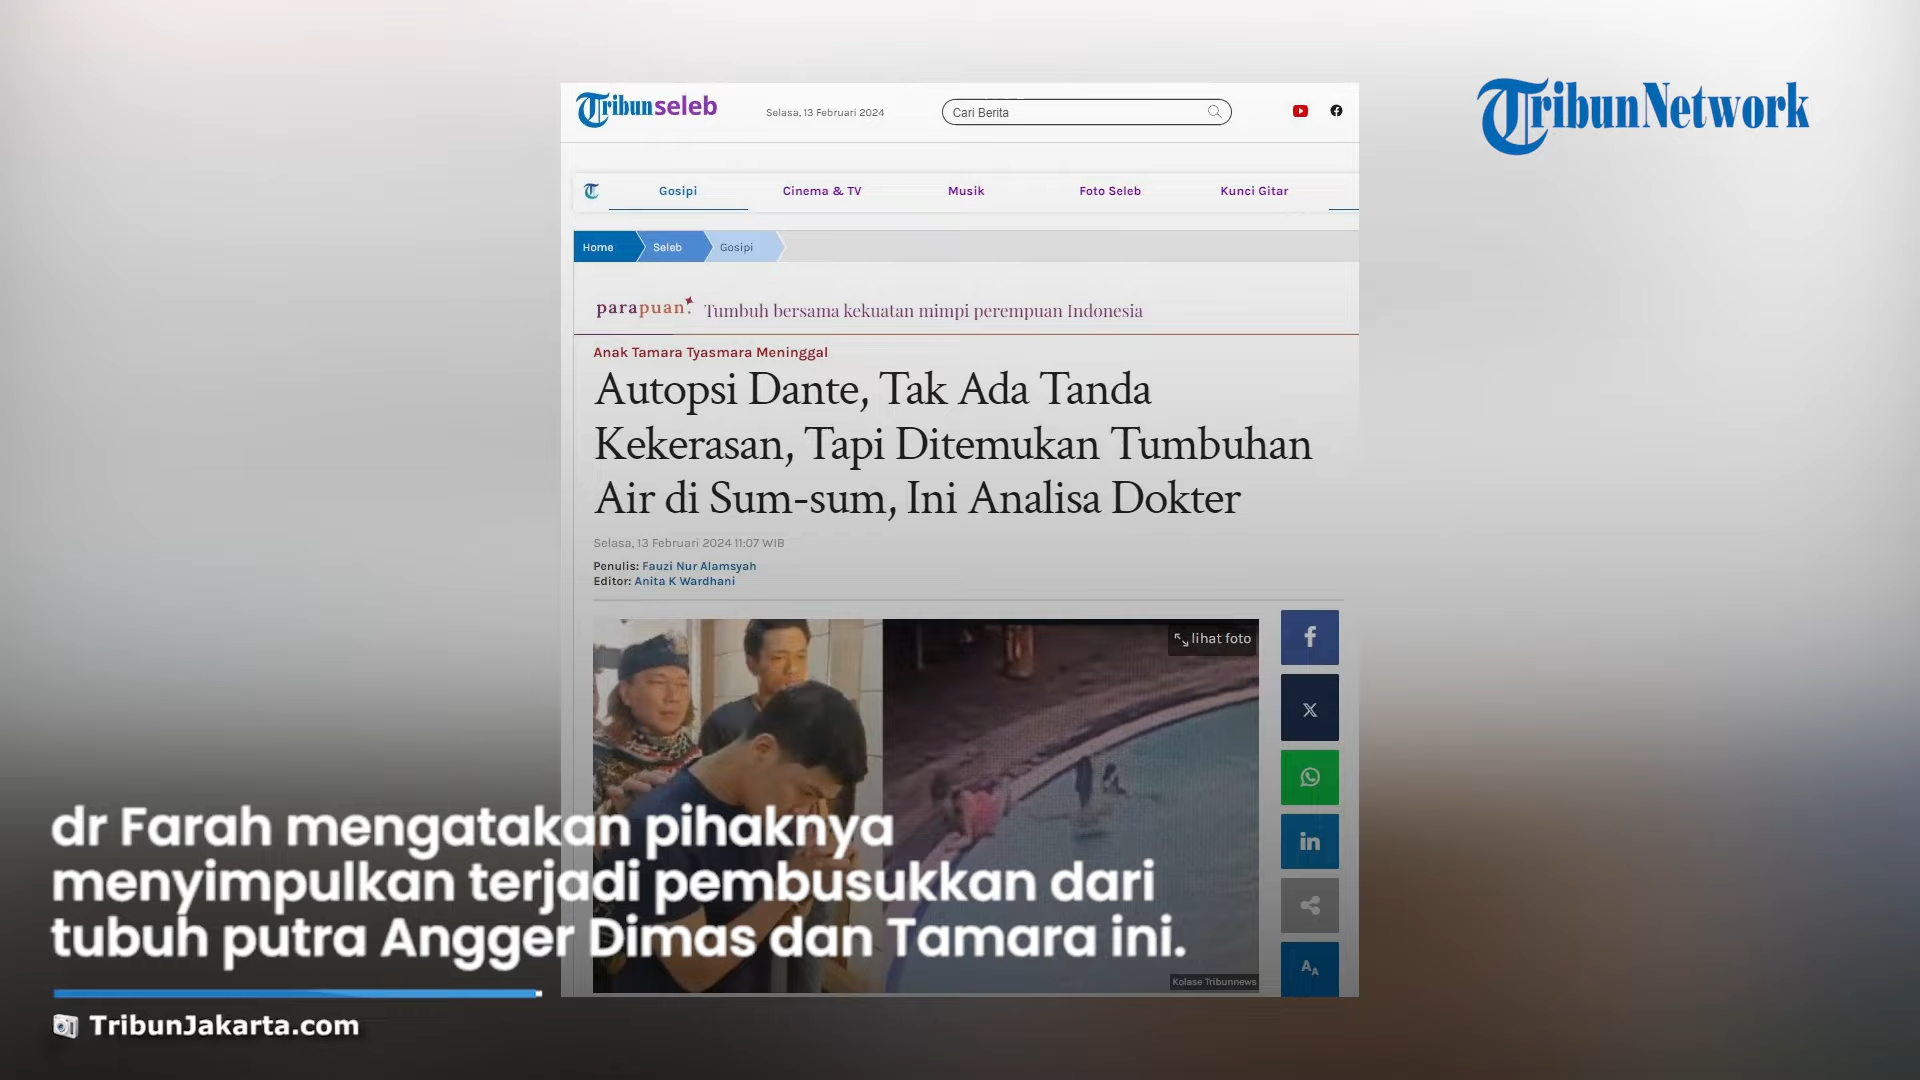 Tribunseleb
Selasa, 13 Februari 2024
Cari Berita
TribunNetwork
Gosipi
Cinema & TV
Musik
Foto Seleb
Kunci Gitar
Home
Seleb
Gosipi
parapuan. Tumbuh bersama kekuatan mimpi perempuan Indonesia
Anak Tamara Tyasmara Meninggal
Autopsi Dante, Tak Ada Tanda
Kekerasan, Tapi Ditemukan Tumbuhan
Air di Sum-sum, Ini Analisa Dokter
Selasa, 13 Februari 2024 11:07 WIB
Penulis: Fauzi Nur Alamsyah
Editor: Anita K Wardhani
lihat foto
dr Farah mengatakan pihaknya
menyimpulkan terjadi pembusukkan dari
tubuh putra Angger Dimas dan Tamara ini.
Kolase Tribunnews
TribunJakarta.com